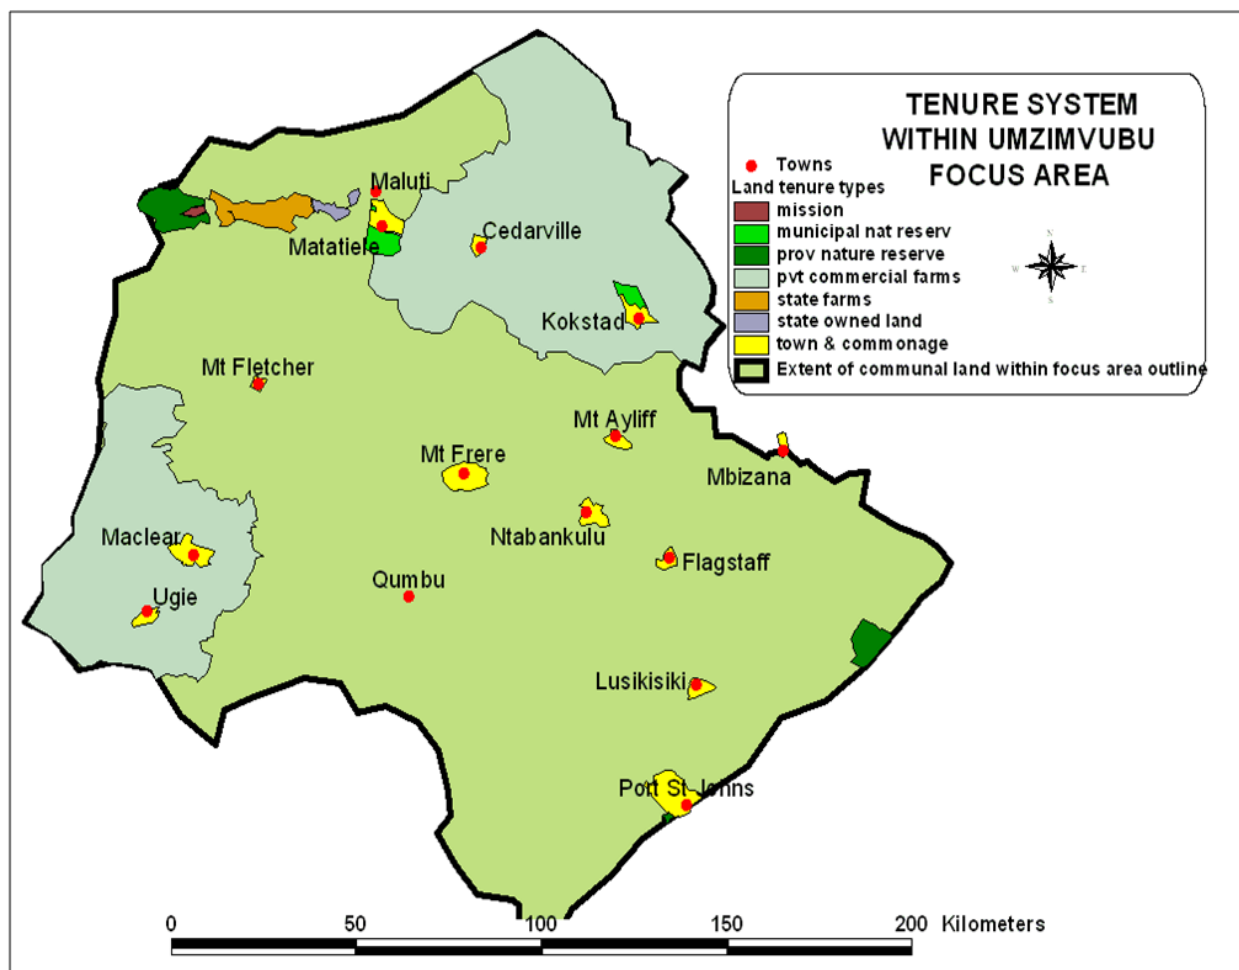 TENURE SYSTEM
WITHIN UMZIMVUBU
FOCUS AREA
Towns
Land tenure types
mission
municipal nat reserv
prov nature reserve
pvt commercial farms
state farms
state owned land
town & commonage
Extent of communal land within focus area outline
N
W
E
S
Maluti
Matatiele
Cedarville
Kokstad
Mt Fletcher
Mt Ayliff
Mt Frere
Mbizana
Ntabankulu
Maclear
Flagstaff
Qumbu
Ugie
Lusikisiki
Port St Johns
0 50 100 150 200 Kilometers